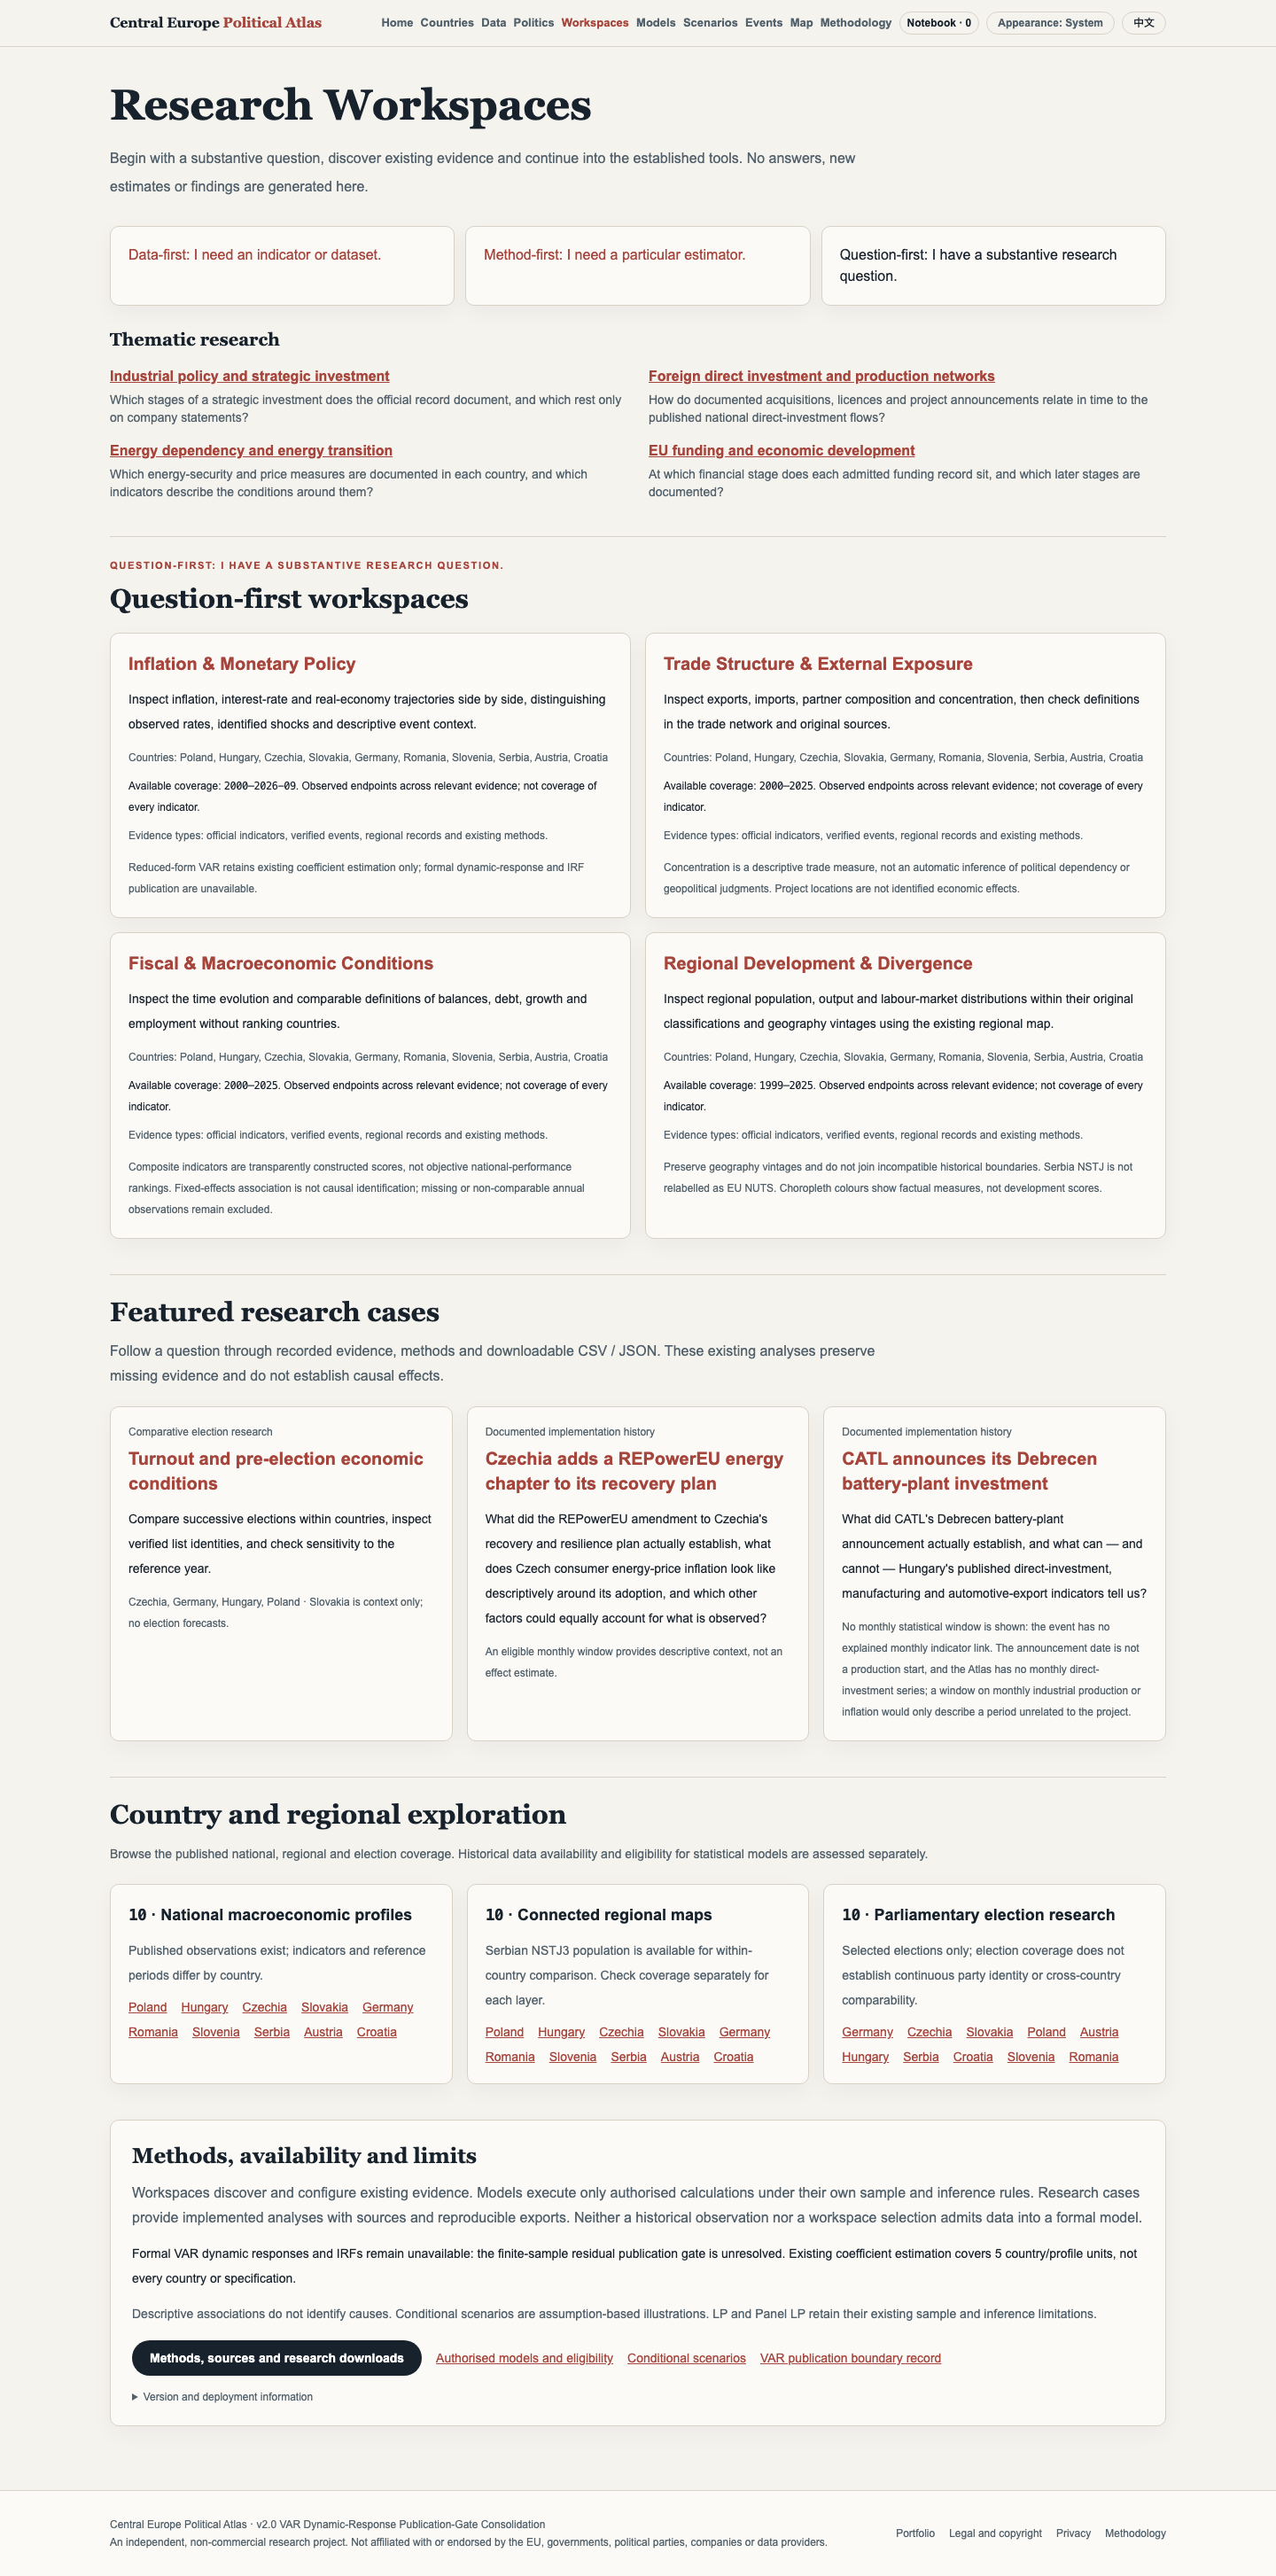 Central Europe Political Atlas
Home Countries Data Politics Workspaces Models Scenarios Events Map Methodology Notebook · 0 Appearance: System 中文
Research Workspaces
Begin with a substantive question, discover existing evidence and continue into the established tools. No answers, new
estimates or findings are generated here.
Data-first: I need an indicator or dataset.
Method-first: I need a particular estimator.
Question-first: I have a substantive research
question.
Thematic research
Industrial policy and strategic investment
Which stages of a strategic investment does the official record document, and which rest only
on company statements?
Foreign direct investment and production networks
How do documented acquisitions, licences and project announcements relate in time to the
published national direct-investment flows?
Energy dependency and energy transition
Which energy-security and price measures are documented in each country, and which
indicators describe the conditions around them?
EU funding and economic development
At which financial stage does each admitted funding record sit, and which later stages are
documented?
QUESTION-FIRST: I HAVE A SUBSTANTIVE RESEARCH QUESTION.
Question-first workspaces
Inflation & Monetary Policy
Inspect inflation, interest-rate and real-economy trajectories side by side, distinguishing
observed rates, identified shocks and descriptive event context.
Countries: Poland, Hungary, Czechia, Slovakia, Germany, Romania, Slovenia, Serbia, Austria, Croatia
Available coverage: 2000–2026-09. Observed endpoints across relevant evidence; not coverage of
every indicator.
Evidence types: official indicators, verified events, regional records and existing methods.
Reduced-form VAR retains existing coefficient estimation only; formal dynamic-response and IRF
publication are unavailable.
Trade Structure & External Exposure
Inspect exports, imports, partner composition and concentration, then check definitions
in the trade network and original sources.
Countries: Poland, Hungary, Czechia, Slovakia, Germany, Romania, Slovenia, Serbia, Austria, Croatia
Available coverage: 2000–2025. Observed endpoints across relevant evidence; not coverage of every
indicator.
Evidence types: official indicators, verified events, regional records and existing methods.
Concentration is a descriptive trade measure, not an automatic inference of political dependency or
geopolitical judgments. Project locations are not identified economic effects.
Fiscal & Macroeconomic Conditions
Inspect the time evolution and comparable definitions of balances, debt, growth and
employment without ranking countries.
Countries: Poland, Hungary, Czechia, Slovakia, Germany, Romania, Slovenia, Serbia, Austria, Croatia
Available coverage: 2000–2025. Observed endpoints across relevant evidence; not coverage of every
indicator.
Evidence types: official indicators, verified events, regional records and existing methods.
Composite indicators are transparently constructed scores, not objective national-performance
rankings. Fixed-effects association is not causal identification; missing or non-comparable annual
observations remain excluded.
Regional Development & Divergence
Inspect regional population, output and labour-market distributions within their original
classifications and geography vintages using the existing regional map.
Countries: Poland, Hungary, Czechia, Slovakia, Germany, Romania, Slovenia, Serbia, Austria, Croatia
Available coverage: 1999–2025. Observed endpoints across relevant evidence; not coverage of every
indicator.
Evidence types: official indicators, verified events, regional records and existing methods.
Preserve geography vintages and do not join incompatible historical boundaries. Serbia NSTJ is not
relabelled as EU NUTS. Choropleth colours show factual measures, not development scores.
Featured research cases
Follow a question through recorded evidence, methods and downloadable CSV / JSON. These existing analyses preserve
missing evidence and do not establish causal effects.
Comparative election research
Turnout and pre-election economic
conditions
Compare successive elections within countries, inspect
verified list identities, and check sensitivity to the
reference year.
Czechia, Germany, Hungary, Poland · Slovakia is context only;
no election forecasts.
Documented implementation history
Czechia adds a REPowerEU energy
chapter to its recovery plan
What did the REPowerEU amendment to Czechia's
recovery and resilience plan actually establish, what
does Czech consumer energy-price inflation look like
descriptively around its adoption, and which other
factors could equally account for what is observed?
An eligible monthly window provides descriptive context, not an
effect estimate.
Documented implementation history
CATL announces its Debrecen
battery-plant investment
What did CATL's Debrecen battery-plant
announcement actually establish, and what can — and
cannot — Hungary's published direct-investment,
manufacturing and automotive-export indicators tell us?
No monthly statistical window is shown: the event has no
explained monthly indicator link. The announcement date is not
a production start, and the Atlas has no monthly direct-
investment series; a window on monthly industrial production or
inflation would only describe a period unrelated to the project.
Country and regional exploration
Browse the published national, regional and election coverage. Historical data availability and eligibility for statistical models are assessed separately.
10 · National macroeconomic profiles
Published observations exist; indicators and reference
periods differ by country.
Poland Hungary Czechia Slovakia Germany
Romania Slovenia Serbia Austria Croatia
10 · Connected regional maps
Serbian NSTJ3 population is available for within-
country comparison. Check coverage separately for
each layer.
Poland Hungary Czechia Slovakia Germany
Romania Slovenia Serbia Austria Croatia
10 · Parliamentary election research
Selected elections only; election coverage does not
establish continuous party identity or cross-country
comparability.
Germany Czechia Slovakia Poland Austria
Hungary Serbia Croatia Slovenia Romania
Methods, availability and limits
Workspaces discover and configure existing evidence. Models execute only authorised calculations under their own sample and inference rules. Research cases
provide implemented analyses with sources and reproducible exports. Neither a historical observation nor a workspace selection admits data into a formal model.
Formal VAR dynamic responses and IRFs remain unavailable: the finite-sample residual publication gate is unresolved. Existing coefficient estimation covers 5 country/profile units, not
every country or specification.
Descriptive associations do not identify causes. Conditional scenarios are assumption-based illustrations. LP and Panel LP retain their existing sample and inference limitations.
Methods, sources and research downloads Authorised models and eligibility Conditional scenarios VAR publication boundary record
Version and deployment information
Central Europe Political Atlas · v2.0 VAR Dynamic-Response Publication-Gate Consolidation
An independent, non-commercial research project. Not affiliated with or endorsed by the EU, governments, political parties, companies or data providers.
Portfolio Legal and copyright Privacy Methodology